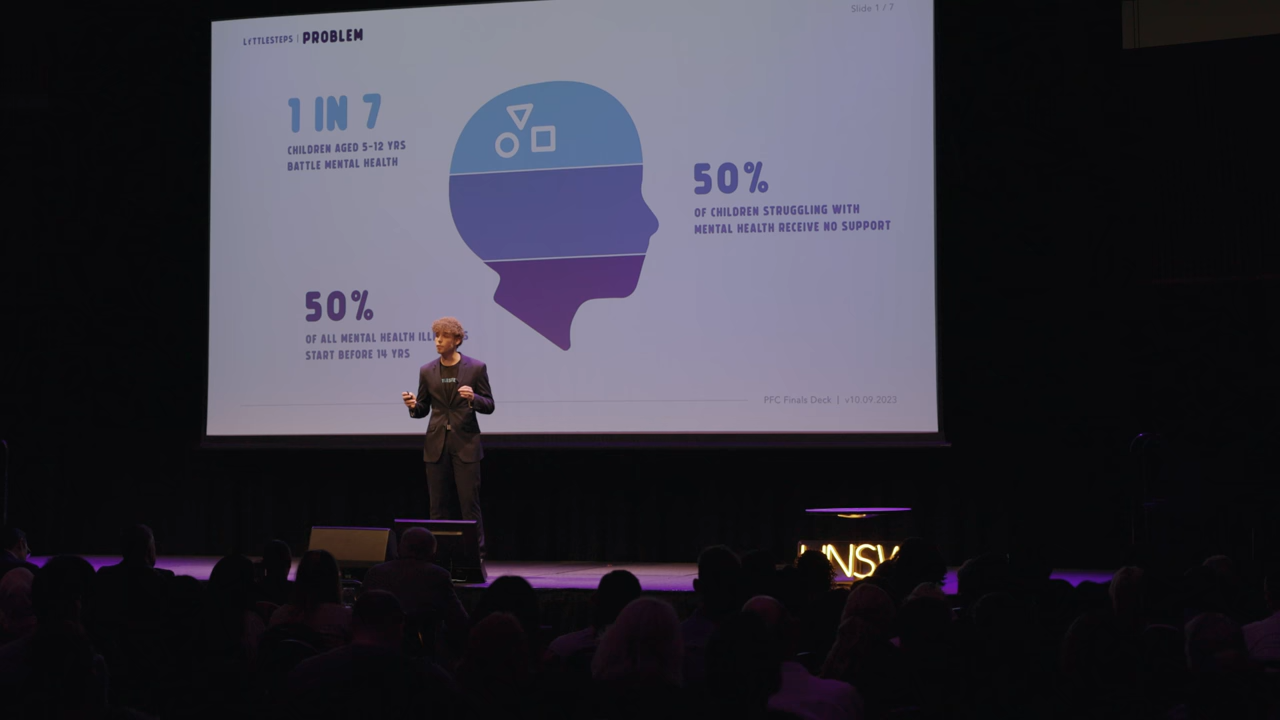 Slide 1 / 7
LITTLESTEPS | PROBLEM
1 IN 7
CHILDREN AGED 5-12 YRS
BATTLE MENTAL HEALTH
50%
OF CHILDREN STRUGGLING WITH
MENTAL HEALTH RECEIVE NO SUPPORT
50%
OF ALL MENTAL HEALTH
START BEFORE 14 YRS
PFC Finals Deck | v10.09.2023
UNSW